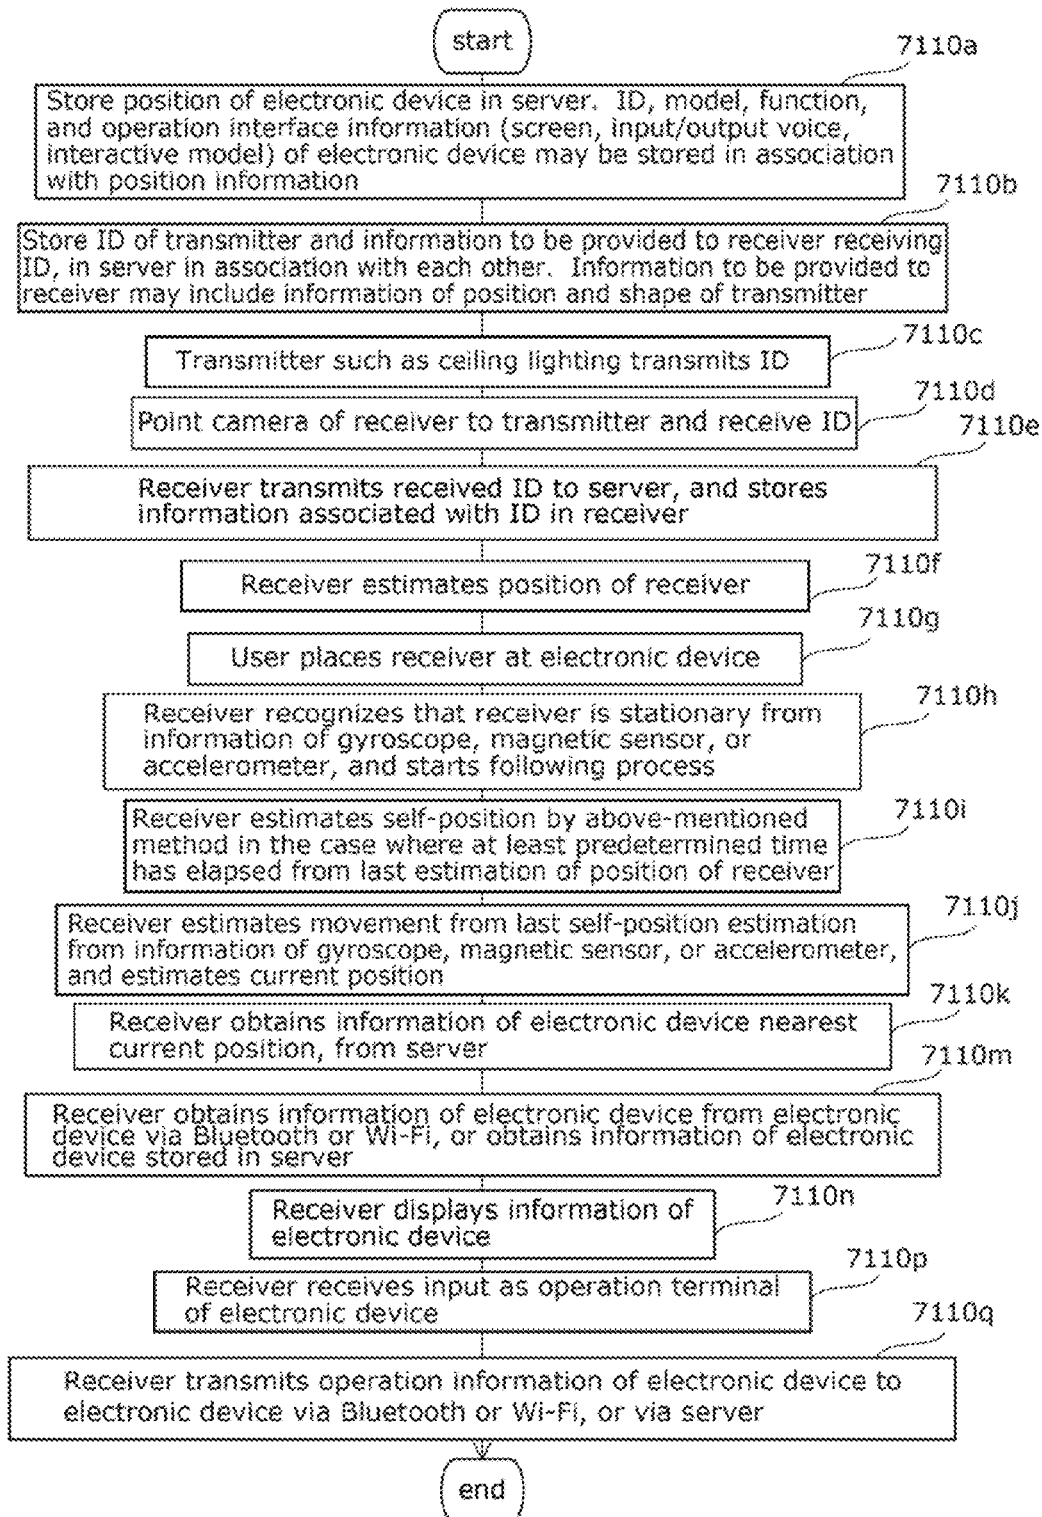 start
7110a
Store position of electronic device in server. ID, model, function,
and operation interface information (screen, input/output voice,
interactive model) of electronic device may be stored in association
with position information
7110b
Store ID of transmitter and information to be provided to receiver receiving
ID, in server in association with each other. Information to be provided to
receiver may include information of position and shape of transmitter
7110c
Transmitter such as ceiling lighting transmits ID
7110d
Point camera of receiver to transmitter and receive ID
7110e
Receiver transmits received ID to server, and stores
information associated with ID in receiver
7110f
Receiver estimates position of receiver
7110g
User places receiver at electronic device
7110h
Receiver recognizes that receiver is stationary from
information of gyroscope, magnetic sensor, or
accelerometer, and starts following process
7110i
Receiver estimates self-position by above-mentioned
method in the case where at least predetermined time
has elapsed from last estimation of position of receiver
7110j
Receiver estimates movement from last self-position estimation
from information of gyroscope, magnetic sensor, or accelerometer,
and estimates current position
7110k
Receiver obtains information of electronic device nearest
current position, from server
7110m
Receiver obtains information of electronic device from electronic
device via Bluetooth or Wi-Fi, or obtains information of electronic
device stored in server
7110n
Receiver displays information of
electronic device
7110p
Receiver receives input as operation terminal
of electronic device
7110q
Receiver transmits operation information of electronic device to
electronic device via Bluetooth or Wi-Fi, or via server
end